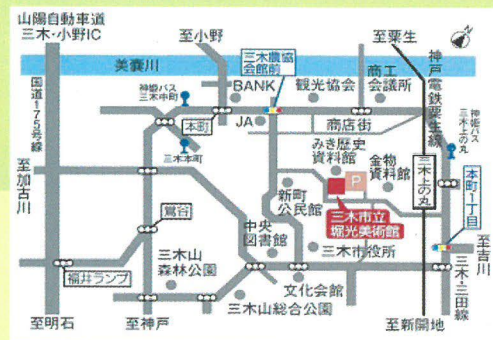 山陽自動車道
三木・小野IC
至小野
至粟生
美嚢川
三木農協
会館前
神戸電鉄粟生線
国道175号線
神姫バス
三木中町
BANK
観光協会
商工
会議所
本町
JA
商店街
神姫バス
三木上の丸
三木本町
みき歴史
資料館
金物
資料館
三木上の丸
本町1丁目
至加古川
P
新町
公民館
三木市立
堀光美術館
鶯谷
中央
図書館
三木市役所
至吉川
福井ランプ
三木山
森林公園
文化会館
三木・三田線
三木山総合公園
至明石
至神戸
至新開地